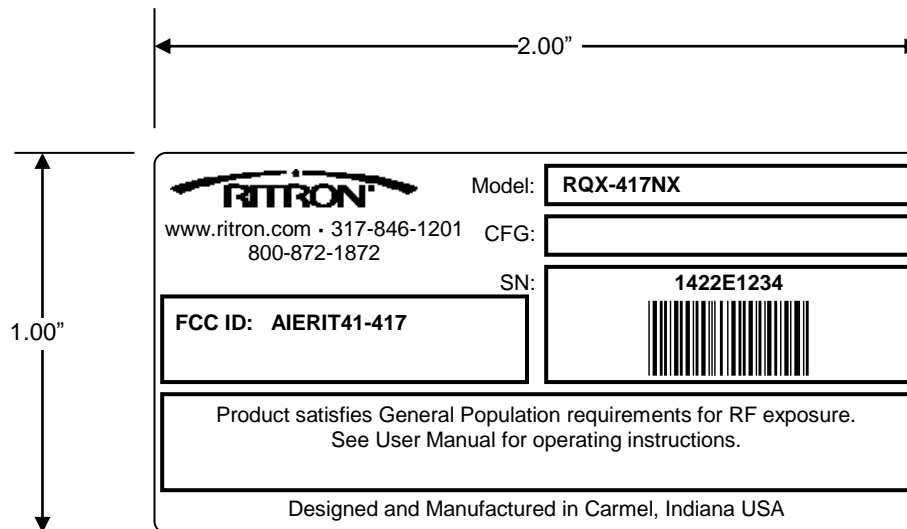 2.00”
1.00”
RITRON
www.ritron.com · 317-846-1201
800-872-1872
Model: RQX-417NX
CFG:
SN: 1422E1234
FCC ID: AIERIT41-417
Product satisfies General Population requirements for RF exposure.
See User Manual for operating instructions.
Designed and Manufactured in Carmel, Indiana USA